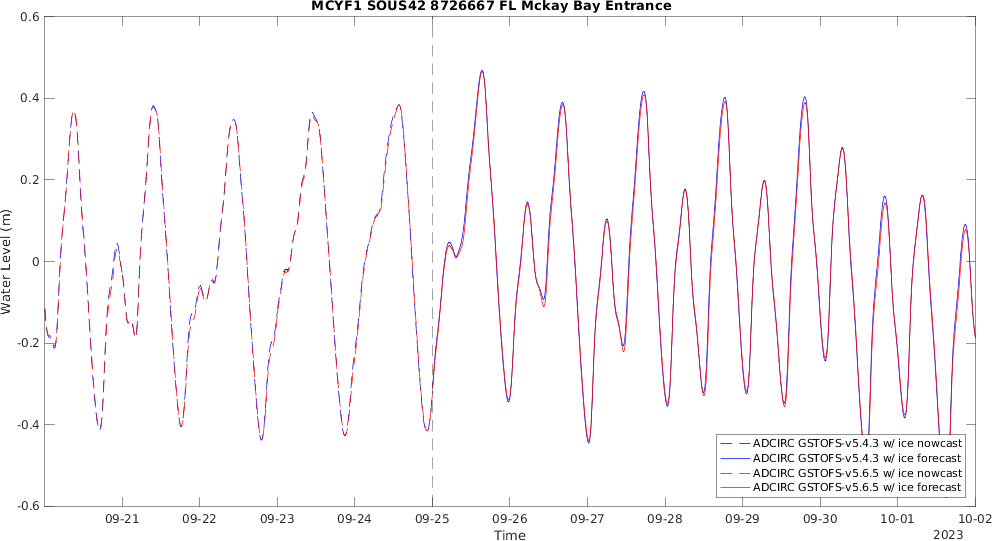 MCYF1 SOUS42 8726667 FL Mckay Bay Entrance
0.6
0.4
0.2
0
-0.2
-0.4
-0.6
Water Level (m)
ADCIRC GSTOFS-v5.4.3 w/ ice nowcast
ADCIRC GSTOFS-v5.4.3 w/ ice forecast
ADCIRC GSTOFS-v5.6.5 w/ ice nowcast
ADCIRC GSTOFS-v5.6.5 w/ ice forecast
09-21 09-22 09-23 09-24 09-25 09-26 09-27 09-28 09-29 09-30 10-01 10-02
Time 2023